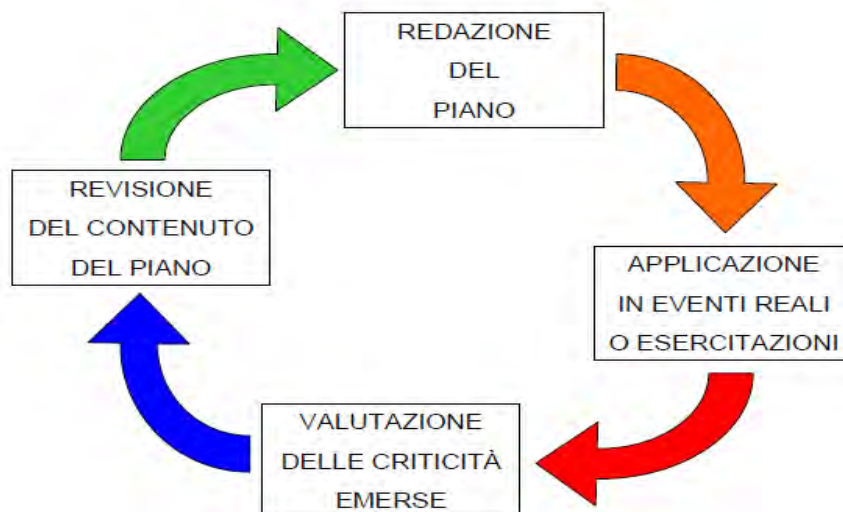 REDAZIONE
DEL
PIANO
APPLICAZIONE
IN EVENTI REALI
O ESERCITAZIONI
VALUTAZIONE
DELLE CRITICITÀ
EMERSE
REVISIONE
DEL CONTENUTO
DEL PIANO